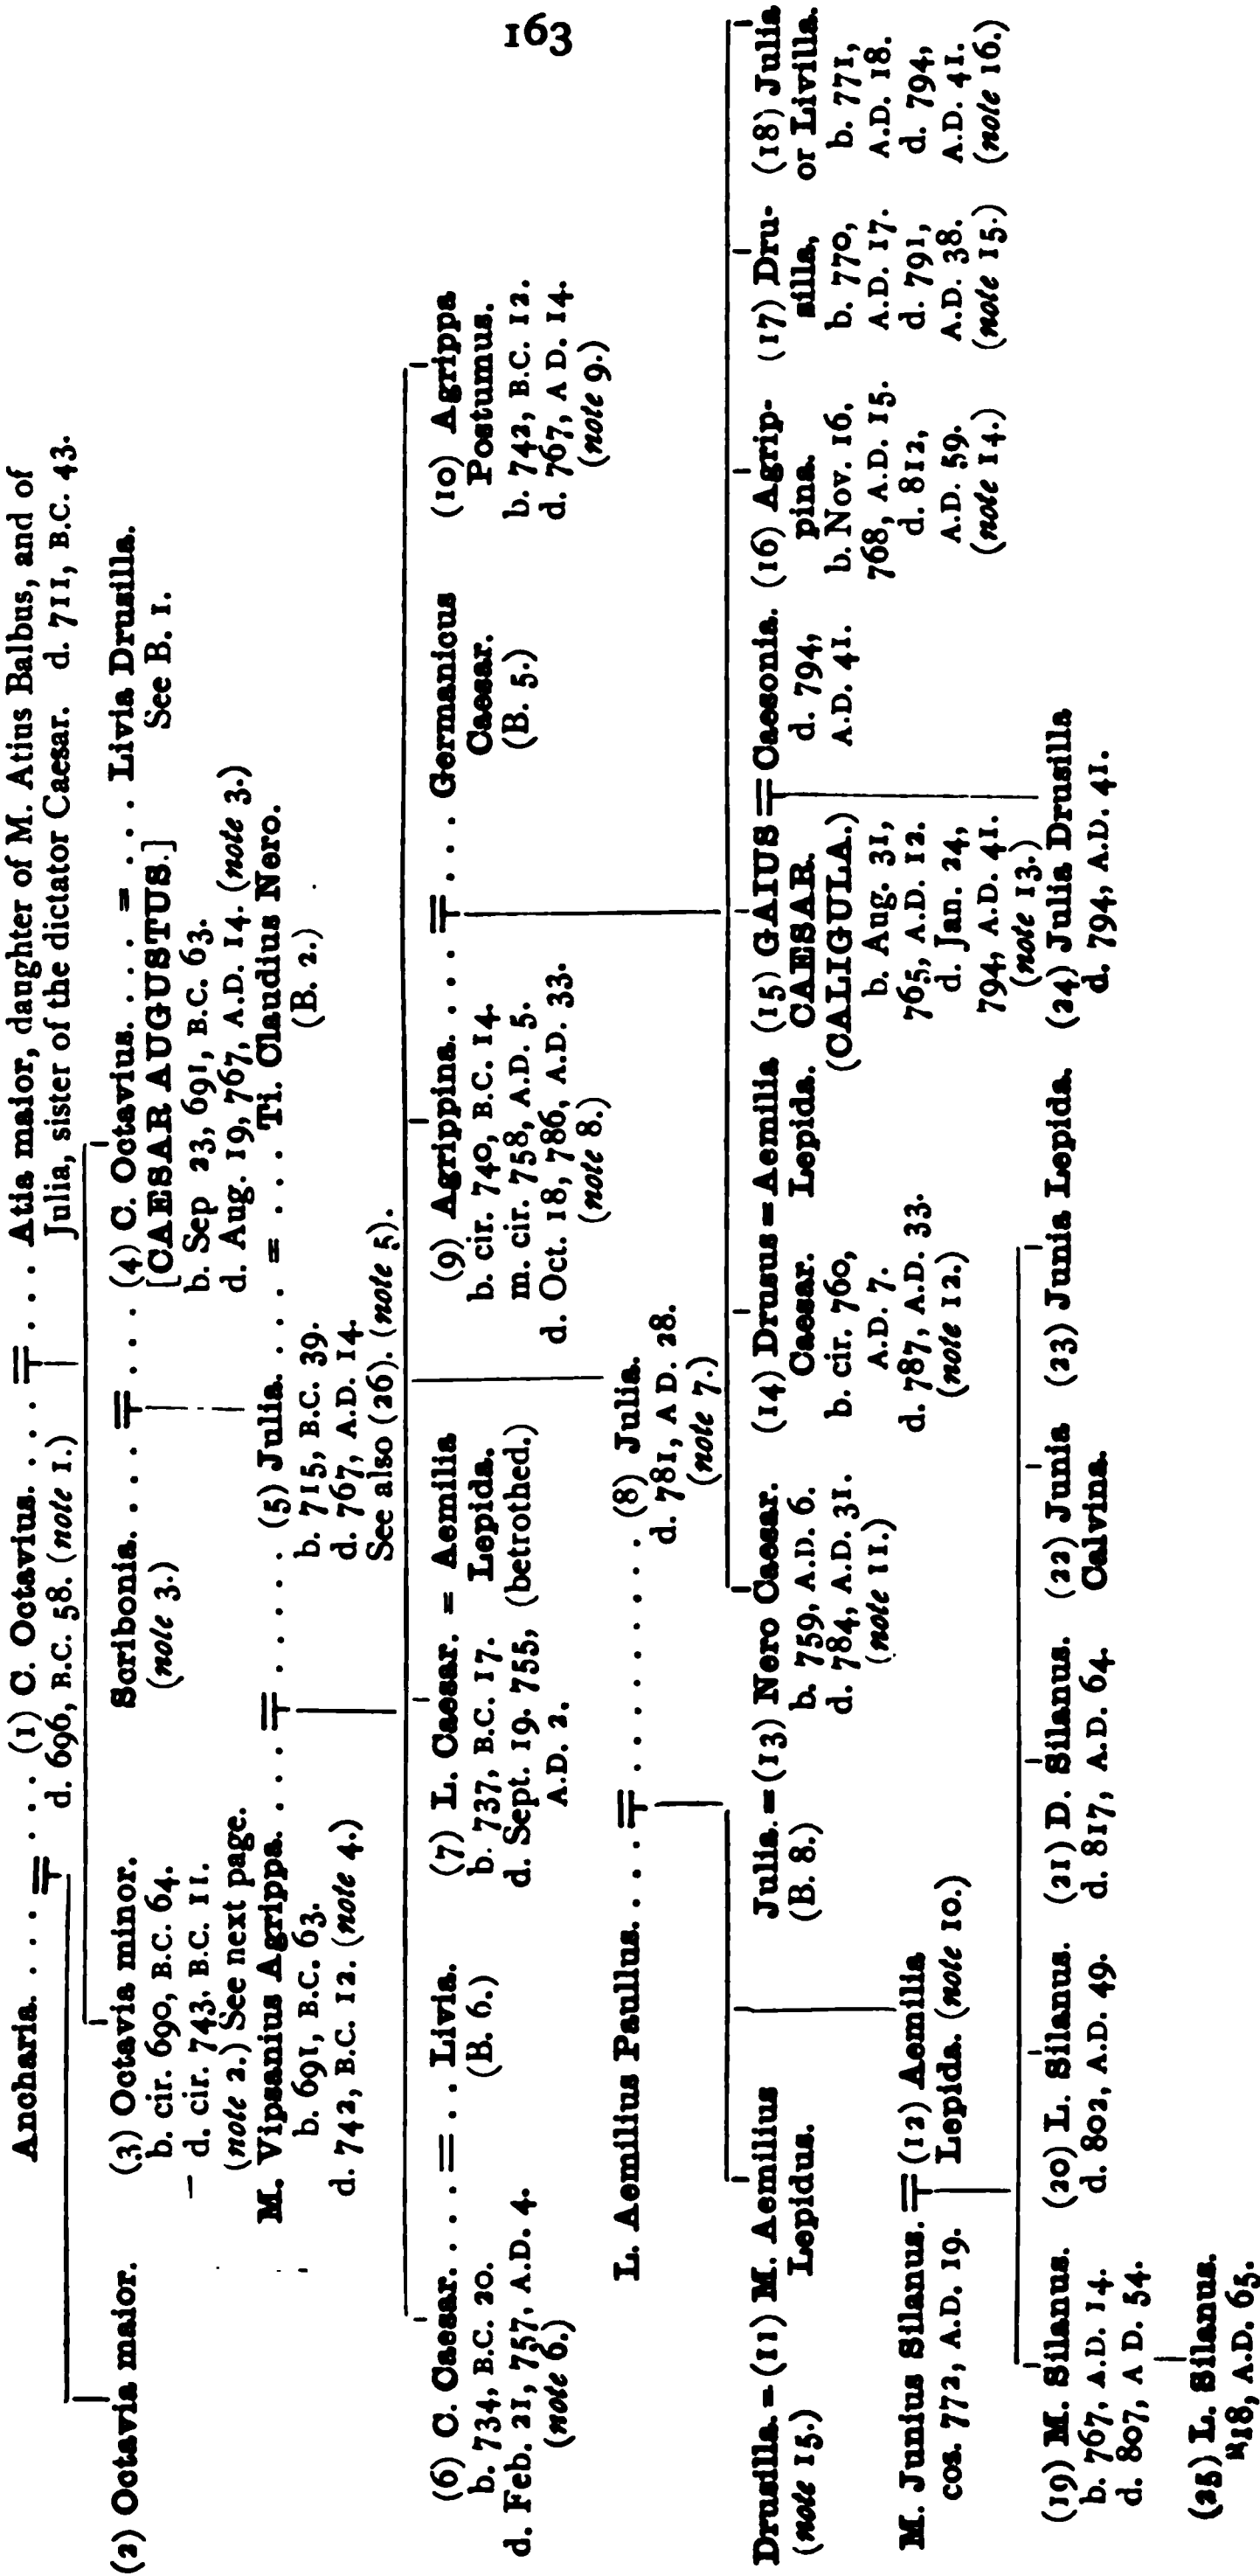 163
Ancharia. . . . ╤ . . . . (1) C. Octavius. . . . ╤ . . . . Atia maior, daughter of M. Atius Balbus, and of
d. 696, B.C. 58. (note 1.)
Julia, sister of the dictator Caesar. d. 711, B.C. 43.
(2) Octavia maior.
(3) Octavia minor.
b. cir. 690, B.C. 64.
d. cir. 743, B.C. 11.
(note 2.) See next page.
Scribonia. . . . ╤ . . . . (4) C. Octavius. . . . = . . . Livia Drusilla.
(note 3.)
[CAESAR AUGUSTUS.]
See B. 1.
b. Sep 23, 691, B.C. 63.
d. Aug. 19, 767, A.D. 14. (note 3.)
M. Vipsanius Agrippa. . . . ╤ . . . . . . . . (5) Julia. . . . = . . . . Ti. Claudius Nero.
b. 691, B.C. 63.
d. 742, B.C. 12. (note 4.)
b. 715, B.C. 39.
d. 767, A.D. 14.
See also (26). (note 5).
(B. 2.)
(6) C. Caesar. . . . = . . Livia.
b. 734, B.C. 20.
d. Feb. 21, 757, A.D. 4.
(note 6.)
(B. 6.)
(7) L. Caesar. = Aemilia
b. 737, B.C. 17.
Lepida.
d. Sept. 19. 755,
(betrothed.)
A.D. 2.
(9) Agrippina. . . . ╤ . . . . Germanicus
b. cir. 740, B.C. 14.
m. cir. 758, A.D. 5.
d. Oct. 18, 786, A.D. 33.
(note 8.)
Caesar.
(B. 5.)
(10) Agrippa
Postumus.
b. 742, B.C. 12.
d. 767, A D. 14.
(note 9.)
L. Aemilius Paullus. . . . ╤ . . . . . . . . . . (8) Julia.
d. 781, A D. 28.
(note 7.)
Drusilla. = (11) M. Aemilius
(note 15.)
Lepidus.
Julia. = (13) Nero Caesar.
(B. 8.)
b. 759, A.D. 6.
d. 784, A.D. 31.
(note 11.)
(14) Drusus = Aemilia
Caesar.
Lepida.
b. cir. 760,
A.D. 7.
d. 787, A.D. 33.
(note 12.)
(15) GAIUS ╤ Caesonia.
CAESAR
(CALIGULA.)
b. Aug. 31,
765, A.D. 12.
d. Jan. 24,
794, A.D. 41.
(note 13.)
d. 794,
A.D. 41.
(16) Agrip-
pina.
b. Nov. 16,
768, A.D. 15.
d. 812,
A.D. 59.
(note 14.)
(17) Dru-
silla,
b. 770,
A.D. 17.
d. 791,
A.D. 38.
(note 15.)
(18) Julia
or Livilla.
b. 771,
A.D. 18.
d. 794,
A.D. 41.
(note 16.)
M. Junius Silanus. ╤ (12) Aemilia
cos. 772, A.D. 19.
Lepida. (note 10.)
(19) M. Silanus.
b. 767, A.D. 14.
d. 807, A D. 54.
(20) L. Silanus.
d. 802, A.D. 49.
(21) D. Silanus.
d. 817, A.D. 64.
(22) Junia
Calvina.
(23) Junia Lepida.
(24) Julia Drusilla
d. 794, A.D. 41.
(25) L. Silanus.
818, A.D. 65.